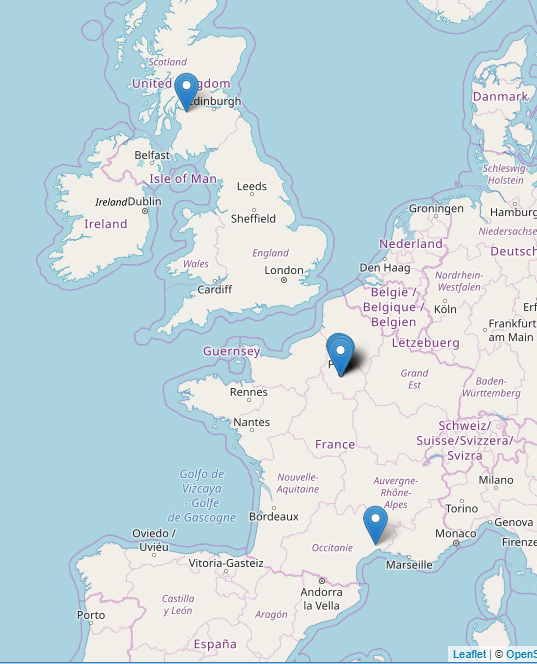 Scotland
United Kingdom
Edinburgh
Danmark
Belfast
Schleswig-
Holstein
Isle of Man
Leeds
Ireland
Dublin
Groningen
Hamburg
Sheffield
Ireland
Niedersachse
Nederland
England
Deutsch
Wales
London
Den Haag
Nordrhein-
Westfalen
Cardiff
België /
Belgique /
Belgien
Köln
Erf
Frankfurt
am Main
Lëtzebuerg
Guernsey
P
Grand
Est
Baden-
Württemberg
Rennes
Nantes
Schweiz/
Suisse/Svizzera/
Svizra
France
Golfo de
Vizcaya
- Golfe
de Gascogne
Nouvelle-
Aquitaine
Auvergne-
Rhône-
Alpes
Milano
Torino
Bordeaux
Genova
Oviedo /
Uviéu
Monaco
Firenze
Occitanie
Vitoria-Gasteiz
Marseille
Andorra
la Vella
Castilla
y León
Porto
Aragón
España
Leaflet | © OpenS